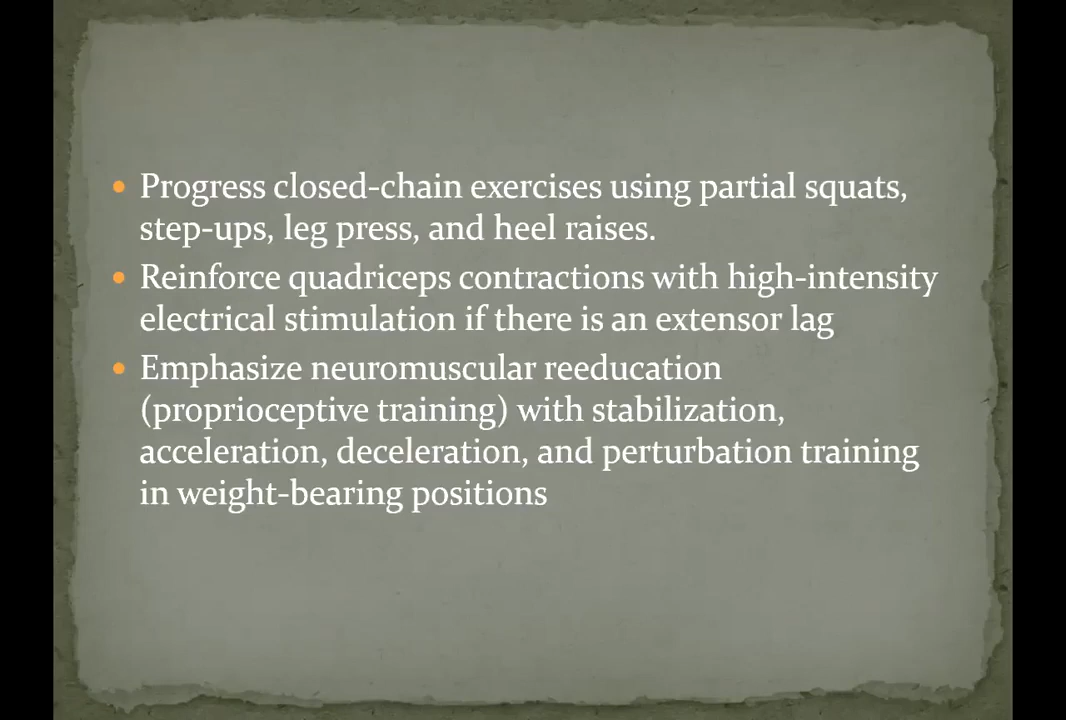 • Progress closed-chain exercises using partial squats,
step-ups, leg press, and heel raises.
• Reinforce quadriceps contractions with high-intensity
electrical stimulation if there is an extensor lag
• Emphasize neuromuscular reeducation
(proprioceptive training) with stabilization,
acceleration, deceleration, and perturbation training
in weight-bearing positions